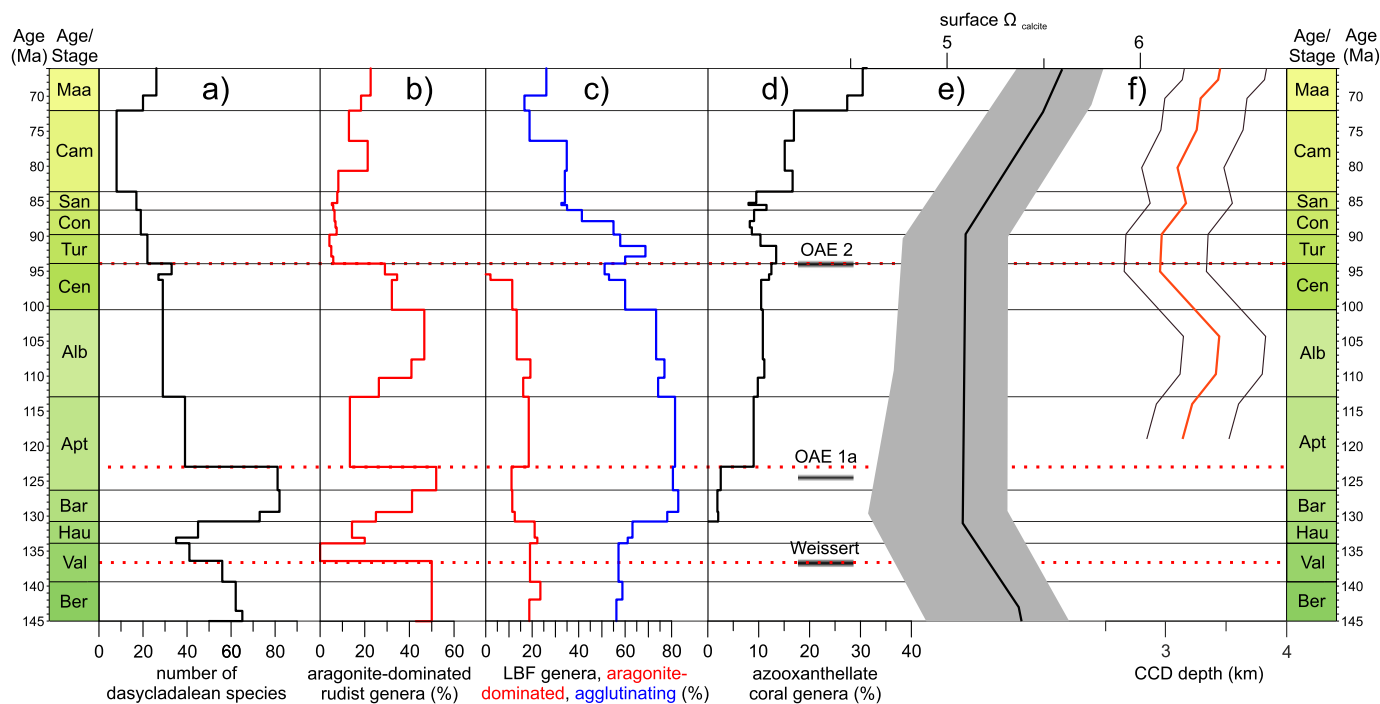 surface Ω calcite
5 6
Age (Ma)
Age/ Stage
Age/ Stage
Age (Ma)
a) b) c) d) e) f)
Maa
Cam
San
Con
Tur
Cen
Alb
Apt
Bar
Hau
Val
Ber
70
75
80
85
90
95
100
105
110
115
120
125
130
135
140
145
OAE 2
OAE 1a
Weissert
Maa
Cam
San
Con
Tur
Cen
Alb
Apt
Bar
Hau
Val
Ber
70
75
80
85
90
95
100
105
110
115
120
125
130
135
140
145
0 20 40 60 80
number of
dasycladalean species
0 20 40 60
aragonite-dominated
rudist genera (%)
0 20 40 60 80
LBF genera, aragonite-
dominated, agglutinating (%)
0 10 20 30 40
azooxanthellate
coral genera (%)
3 4
CCD depth (km)